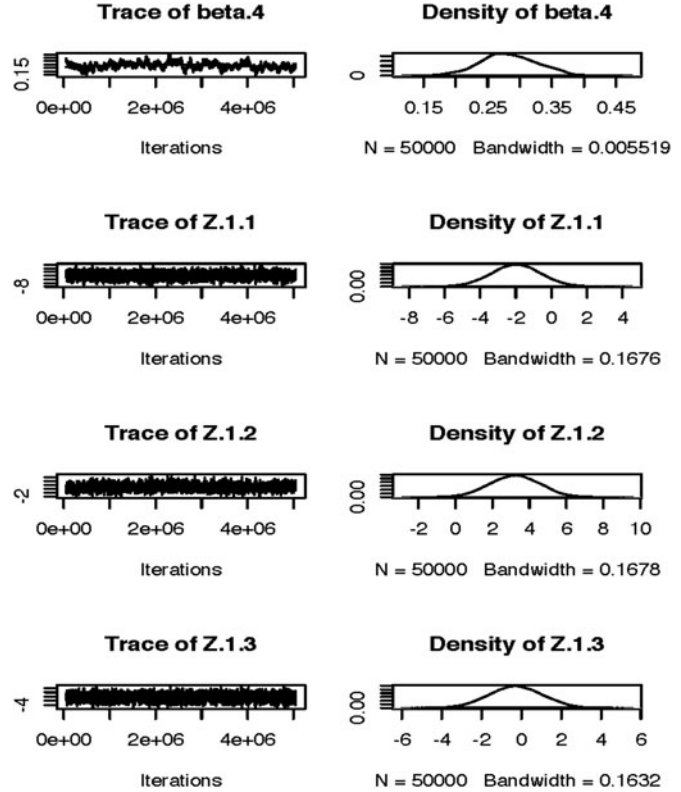 Trace of beta.4
Density of beta.4
0.15
0
0e+00 2e+06 4e+06
0.15 0.25 0.35 0.45
Iterations
N = 50000 Bandwidth = 0.005519
Trace of Z.1.1
Density of Z.1.1
-8
0.00
0e+00 2e+06 4e+06
-8 -6 -4 -2 0 2 4
Iterations
N = 50000 Bandwidth = 0.1676
Trace of Z.1.2
Density of Z.1.2
-2
0.00
0e+00 2e+06 4e+06
-2 0 2 4 6 8 10
Iterations
N = 50000 Bandwidth = 0.1678
Trace of Z.1.3
Density of Z.1.3
-4
0.00
0e+00 2e+06 4e+06
-6 -4 -2 0 2 4 6
Iterations
N = 50000 Bandwidth = 0.1632